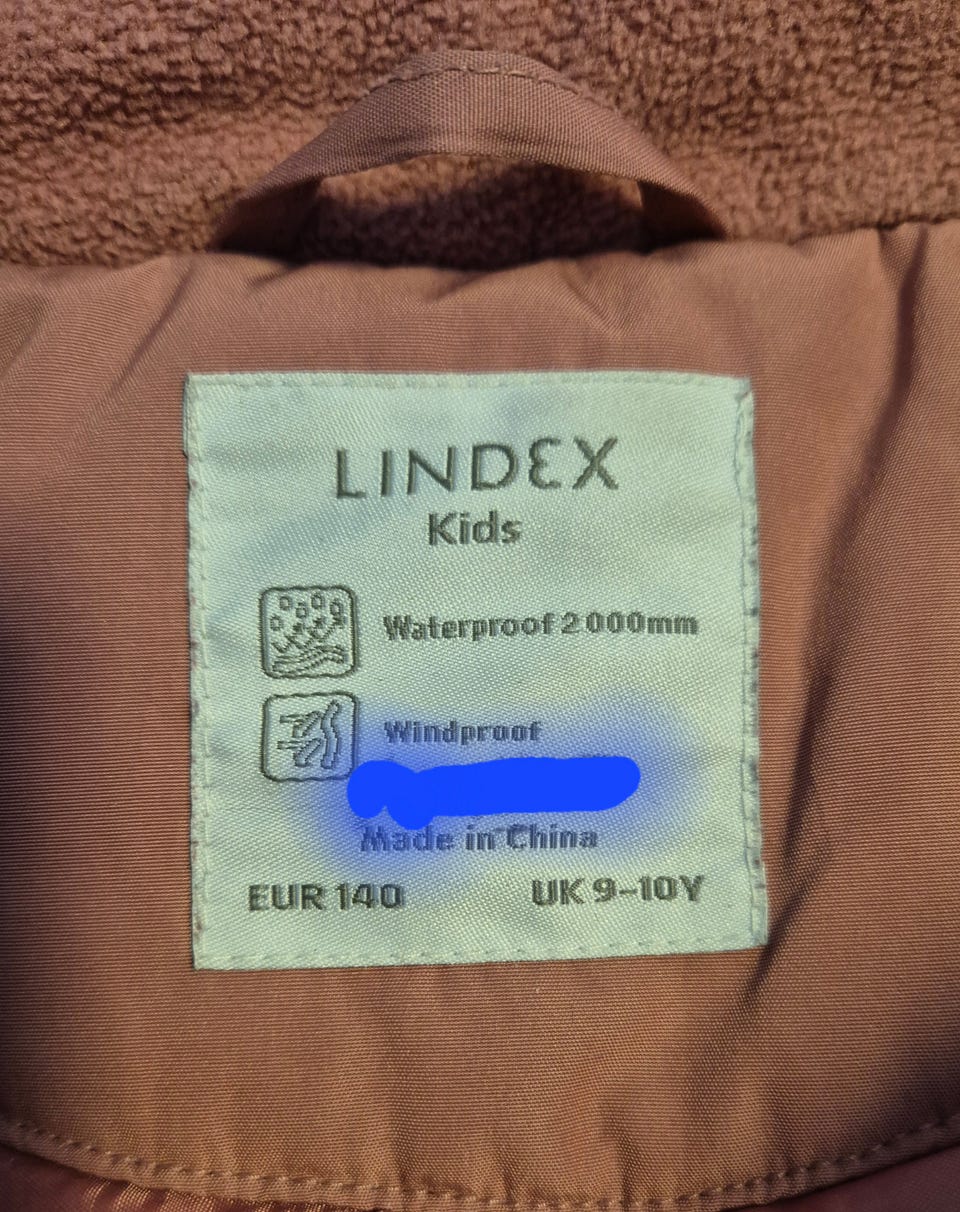 LINDEX
Kids
Waterproof 2000mm
Windproof
Made in China
EUR 140 UK 9-10Y